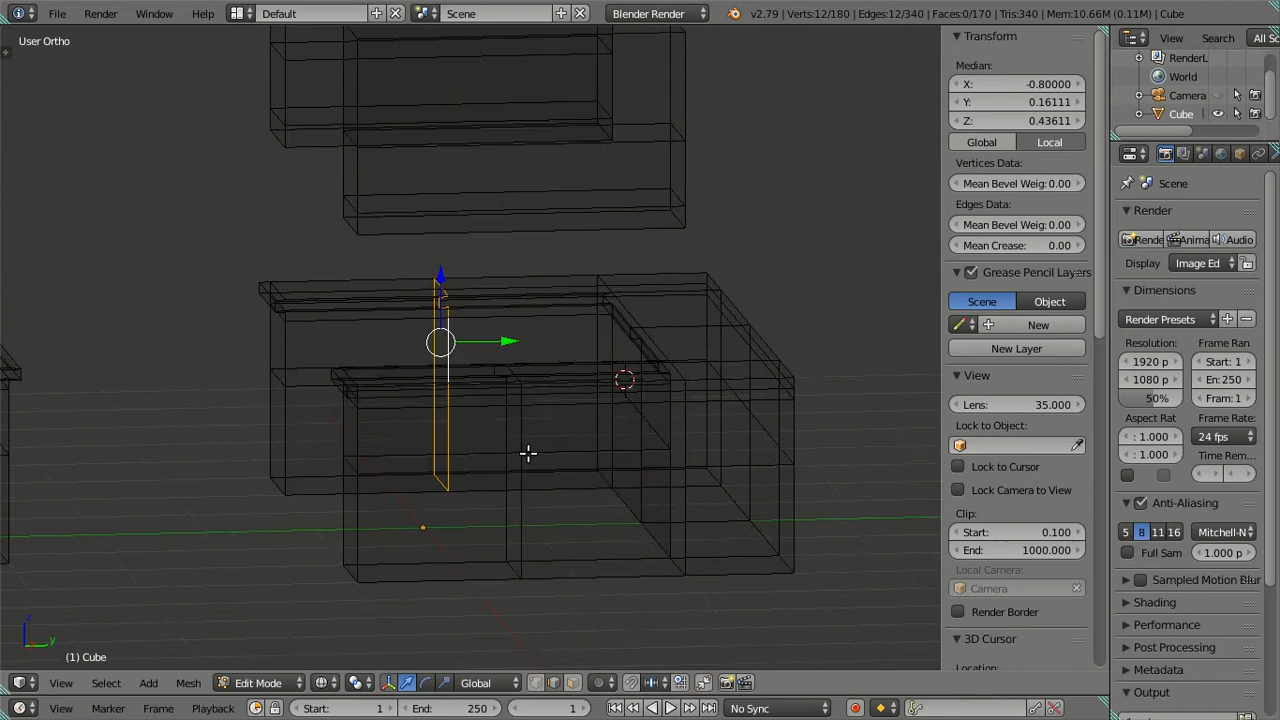 File Render Window Help Default Scene Blender Render v2.79 | Verts:12/180 | Edges:12/340 | Faces:0/170 | Tris:340 | Mem:10.66M (0.11M) | Cube
User Ortho
Transform
Median:
X: -0.80000
Y: 0.16111
Z: 0.43611
Global Local
Vertices Data:
Mean Bevel Weig: 0.00
Edges Data:
Mean Bevel Weig: 0.00
Mean Crease: 0.00
Grease Pencil Layers
Scene Object
New
New Layer
View
Lens: 35.000
Lock to Object:
Lock to Cursor
Lock Camera to View
Clip:
Start: 0.100
End: 1000.000
Local Camera:
Camera
Render Border
3D Cursor
Location:
View Search All Sc
RenderL
World
Camera
Cube
Scene
Render
Rende Anima Audio
Display Image Ed
Dimensions
Render Presets
Resolution: Frame Ran
1920 p Start: 1
1080 p En: 250
50% Fram: 1
Aspect Rat Frame Rate:
: 1.000 24 fps
: 1.000 Time Rem...
Anti-Aliasing
5 8 11 16 Mitchell-N
Full Sam 1.000 p
Sampled Motion Blur
Shading
Performance
Post Processing
Metadata
Output
z
y
(1) Cube
View Select Add Mesh Edit Mode Global
View Marker Frame Playback Start: 1 End: 250 1 No Sync